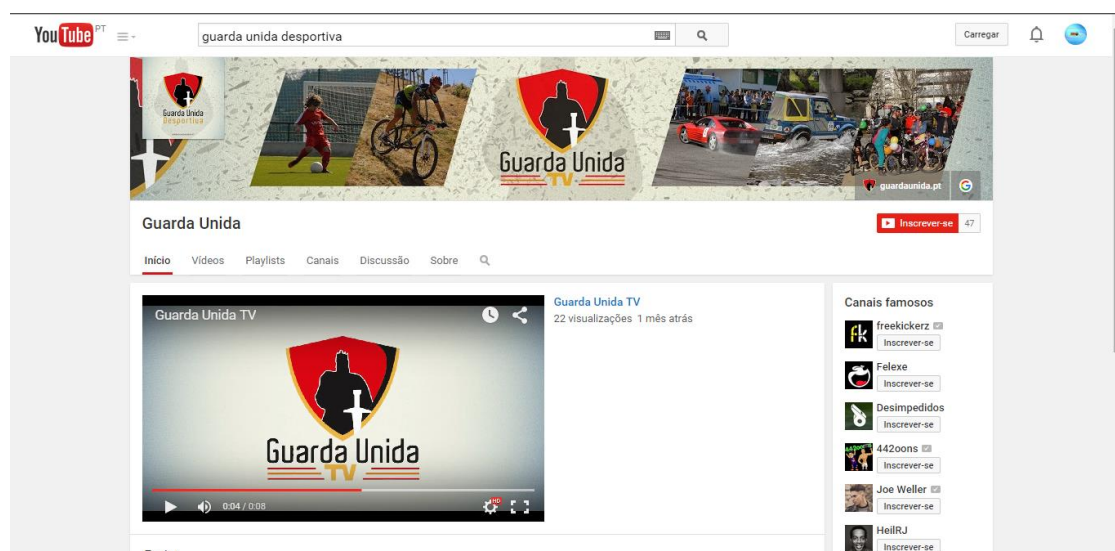 YouTube PT
guarda unida desportiva
Carregar
Guarda Unida
Desportiva
Guarda Unida
TV
guardaunida.pt
Guarda Unida
Inscrever-se 47
Início Vídeos Playlists Canais Discussão Sobre
Guarda Unida TV
Guarda Unida
TV
0:04 / 0:08
HD
Guarda Unida TV
22 visualizações 1 mês atrás
Canais famosos
fk
freekickerz
Inscrever-se
Felexe
Inscrever-se
Desimpedidos
Inscrever-se
442oons
442oons
Inscrever-se
Joe Weller
Inscrever-se
HeilRJ
Inscrever-se